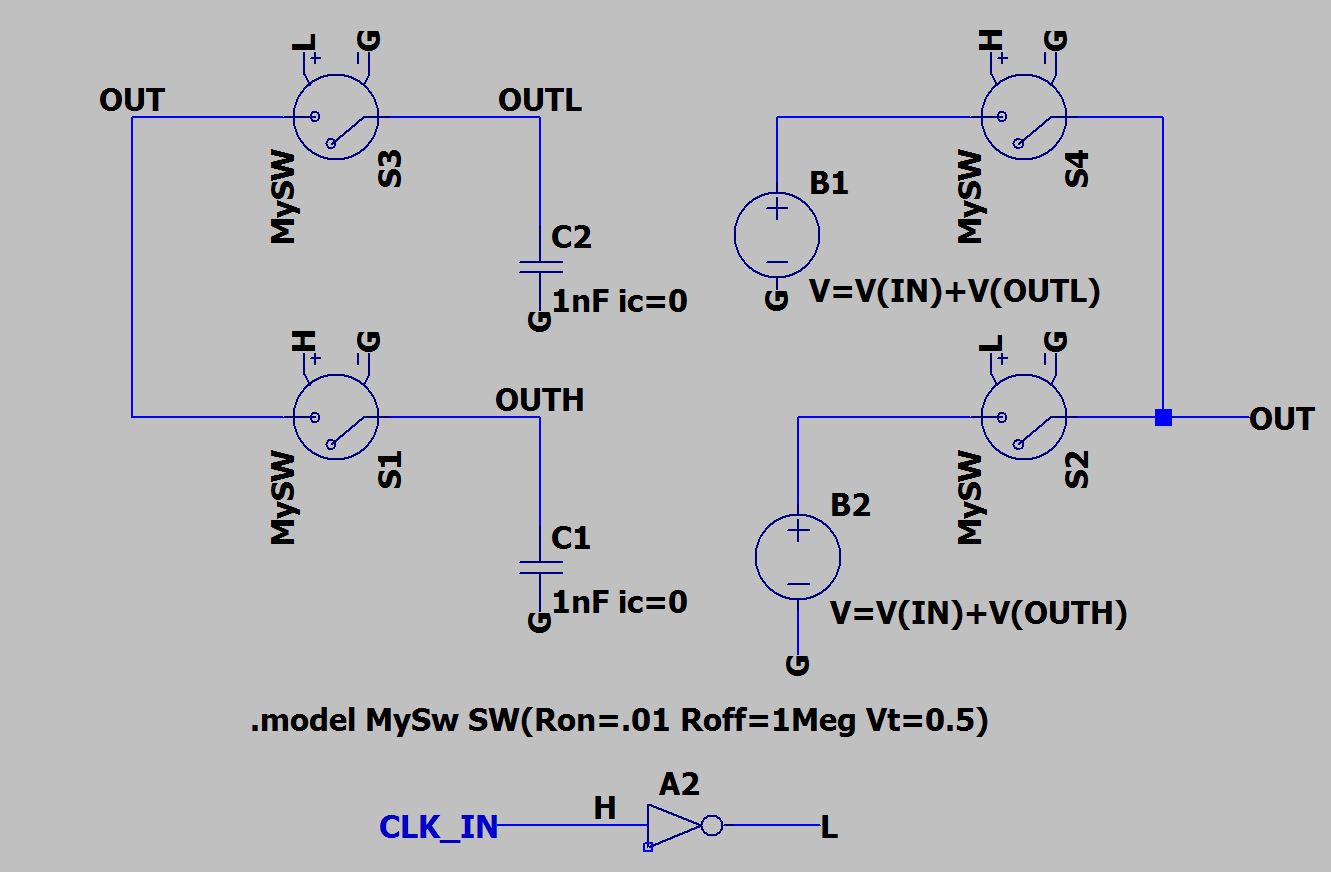 L
+
G
−
OUT
OUTL
MySW
S3
C2
1nF ic=0
G
H
+
G
−
OUTH
MySW
S1
C1
1nF ic=0
G
H
+
G
−
MySW
S4
B1
V=V(IN)+V(OUTL)
G
L
+
G
−
MySW
S2
OUT
B2
V=V(IN)+V(OUTH)
G
.model MySw SW(Ron=.01 Roff=1Meg Vt=0.5)
A2
CLK_IN
H
L